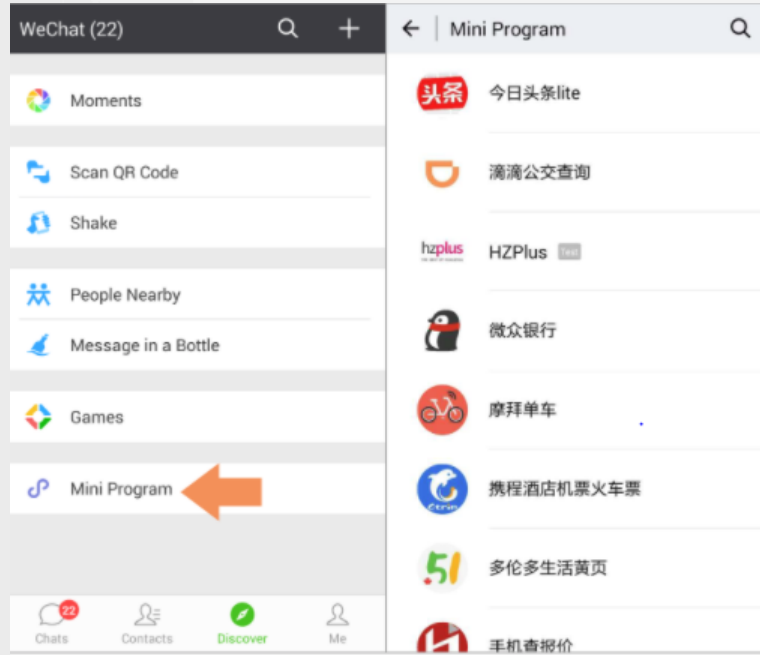 WeChat (22)
Moments
Scan QR Code
Shake
People Nearby
Message in a Bottle
Games
Mini Program
22
Chats
Contacts
Discover
Me
Mini Program
头条
今日头条lite
滴滴公交查询
hzplus
HZPlus Test
微众银行
摩拜单车
Ctrip
携程酒店机票火车票
51
多伦多生活黄页
手机查报价